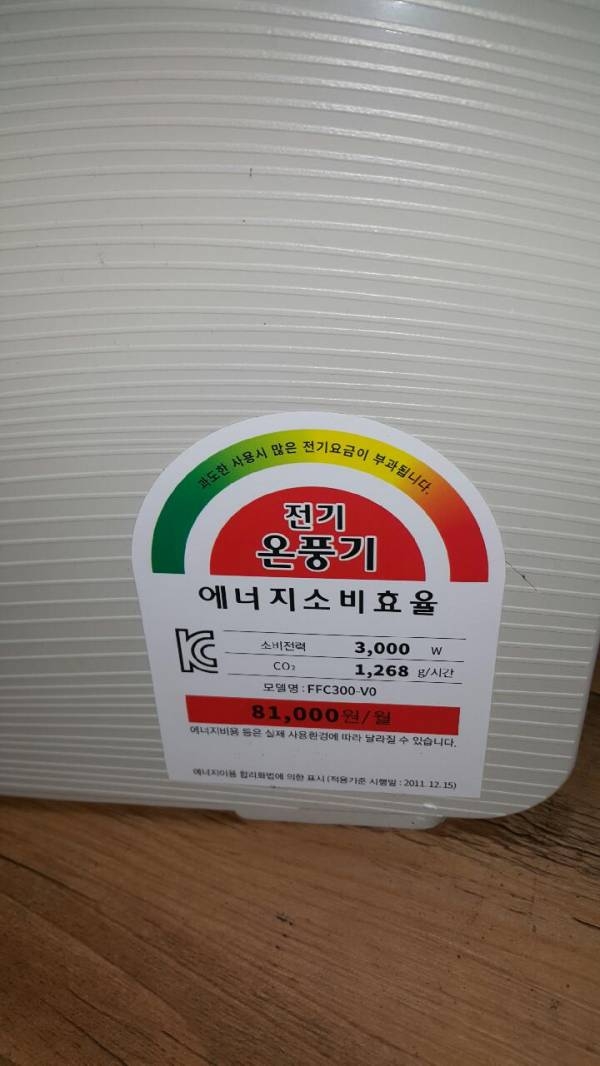 과도한 사용시 많은 전기요금이 부과됩니다.
전기
온풍기
에너지소비효율
KC
소비전력 3,000 W
CO₂ 1,268 g/시간
모델명 : FFC300-V0
81,000원/월
에너지비용 등은 실제 사용환경에 따라 달라질 수 있습니다.
에너지이용 합리화법에 의한 표시 (적용기준 시행일 : 2011. 12. 15)